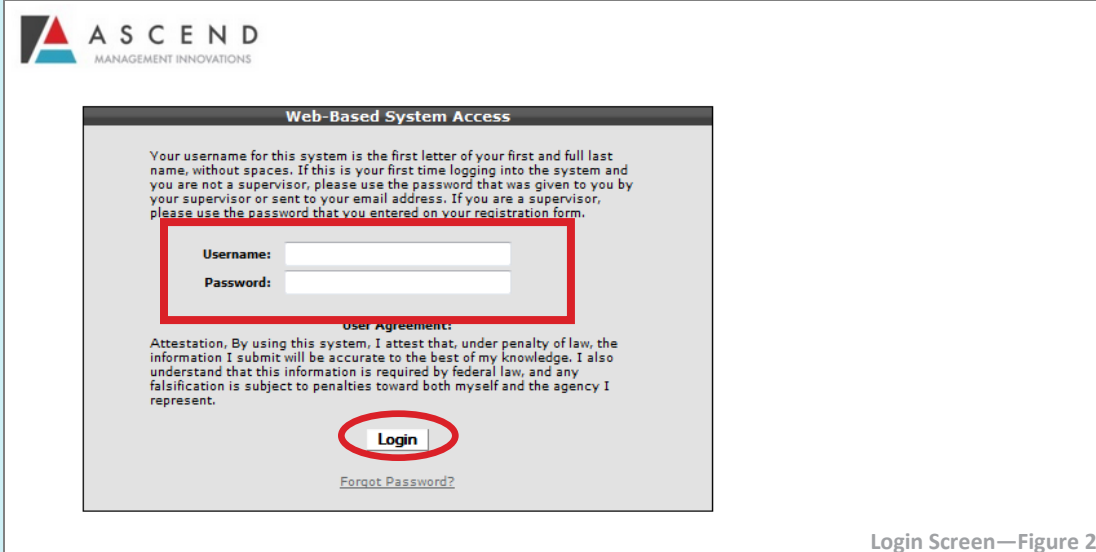 ASCEND
MANAGEMENT INNOVATIONS
Web-Based System Access
Your username for this system is the first letter of your first and full last
name, without spaces. If this is your first time logging into the system and
you are not a supervisor, please use the password that was given to you by
your supervisor or sent to your email address. If you are a supervisor,
please use the password that you entered on your registration form.
Username:
Password:
User Agreement:
Attestation, By using this system, I attest that, under penalty of law, the
information I submit will be accurate to the best of my knowledge. I also
understand that this information is required by federal law, and any
falsification is subject to penalties toward both myself and the agency I
represent.
Login
Forgot Password?
Login Screen—Figure 2